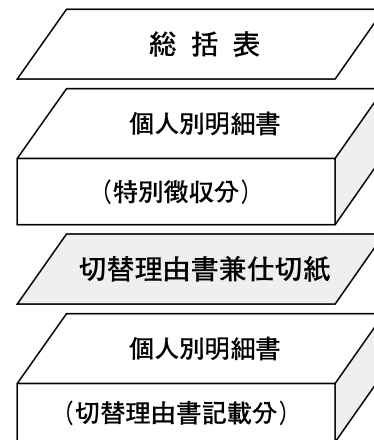 総括表
個人別明細書
（特別徴収分）
切替理由書兼仕切紙
個人別明細書
（切替理由書記載分）